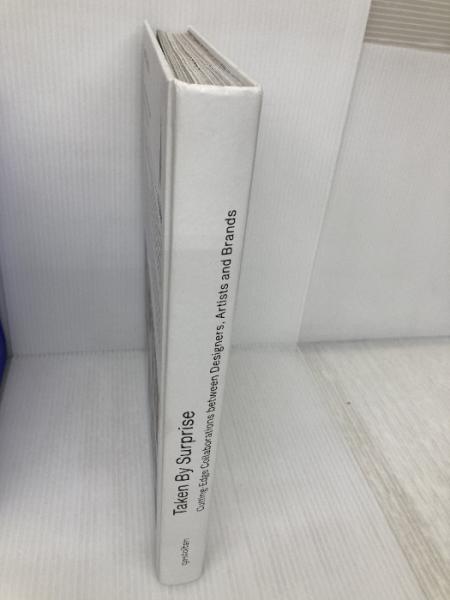 Taken By Surprise
Cutting Edge Collaborations between Designers, Artists and Brands
gestalten